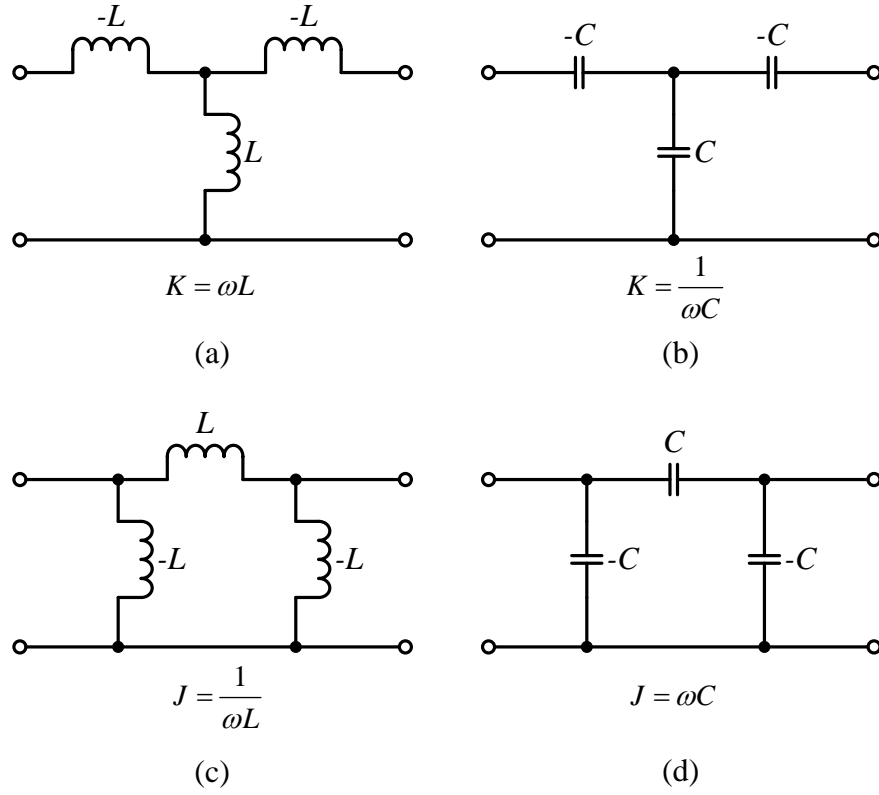 -L -L -C -C
L C
K = ωL K = 1/ωC
(a) (b)
L C
-L -L -C -C
J = 1/ωL J = ωC
(c) (d)